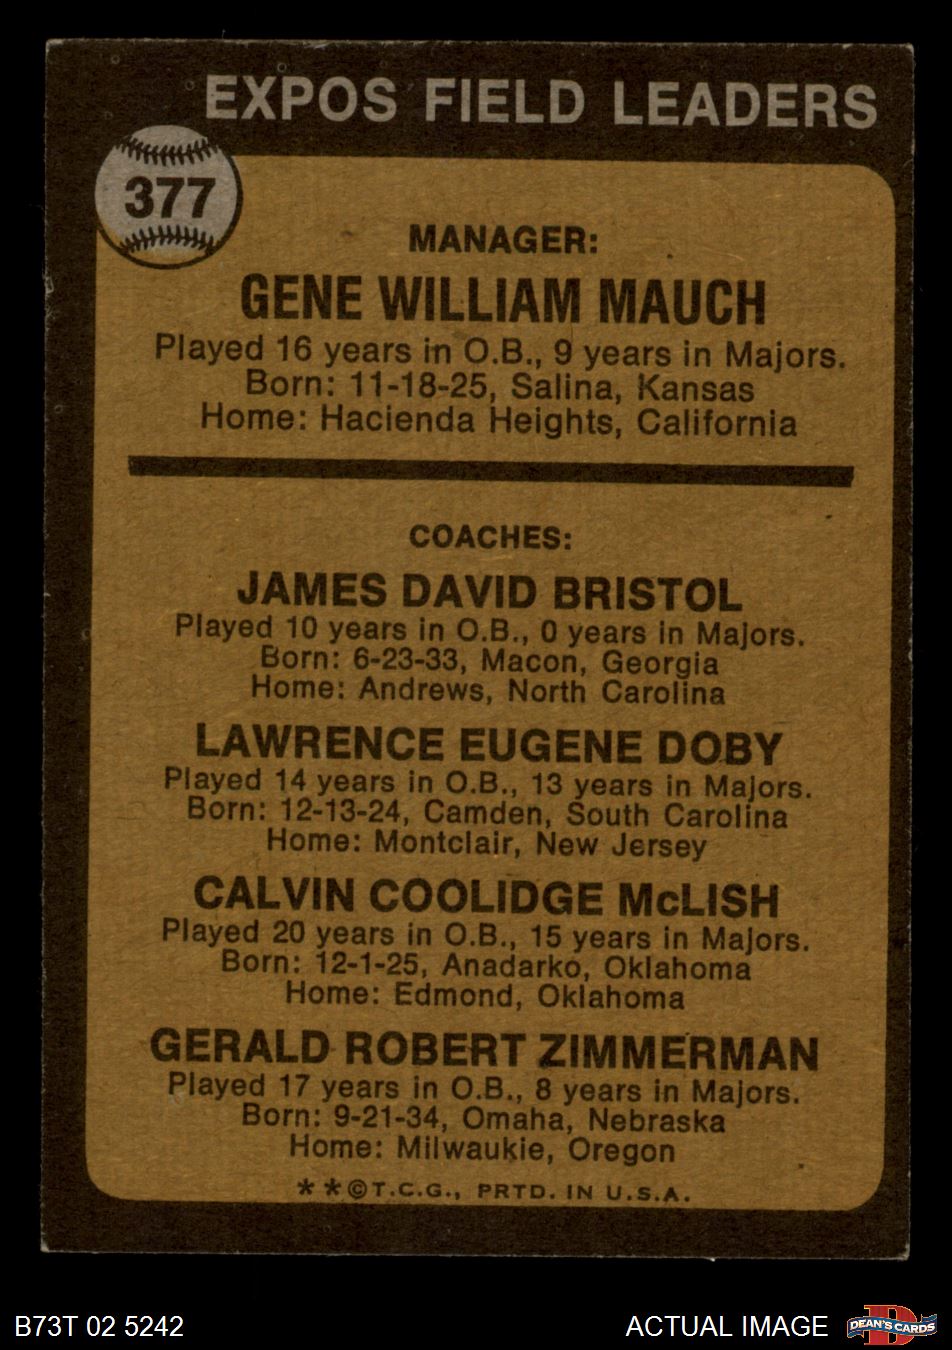 EXPOS FIELD LEADERS
377
MANAGER:
GENE WILLIAM MAUCH
Played 16 years in O.B., 9 years in Majors.
Born: 11-18-25, Salina, Kansas
Home: Hacienda Heights, California
COACHES:
JAMES DAVID BRISTOL
Played 10 years in O.B., 0 years in Majors.
Born: 6-23-33, Macon, Georgia
Home: Andrews, North Carolina
LAWRENCE EUGENE DOBY
Played 14 years in O.B., 13 years in Majors.
Born: 12-13-24, Camden, South Carolina
Home: Montclair, New Jersey
CALVIN COOLIDGE McLISH
Played 20 years in O.B., 15 years in Majors.
Born: 12-1-25, Anadarko, Oklahoma
Home: Edmond, Oklahoma
GERALD ROBERT ZIMMERMAN
Played 17 years in O.B., 8 years in Majors.
Born: 9-21-34, Omaha, Nebraska
Home: Milwaukie, Oregon
**©T.C.G., PRTD. IN U.S.A.
B73T 02 5242 ACTUAL IMAGE D DEAN'S CARDS